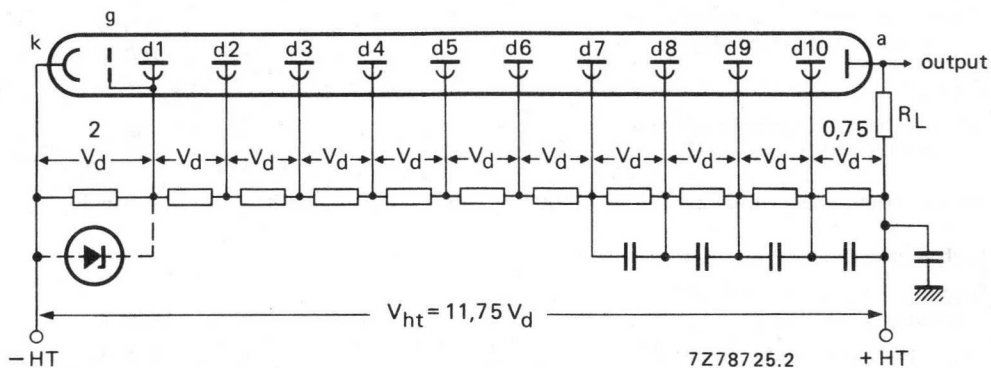 g
k
d1 d2 d3 d4 d5 d6 d7 d8 d9 d10
a
output
2
0,75
R_L
V_d V_d V_d V_d V_d V_d V_d V_d V_d V_d V_d
V_ht = 11,75 V_d
−HT
7Z78725.2
+HT